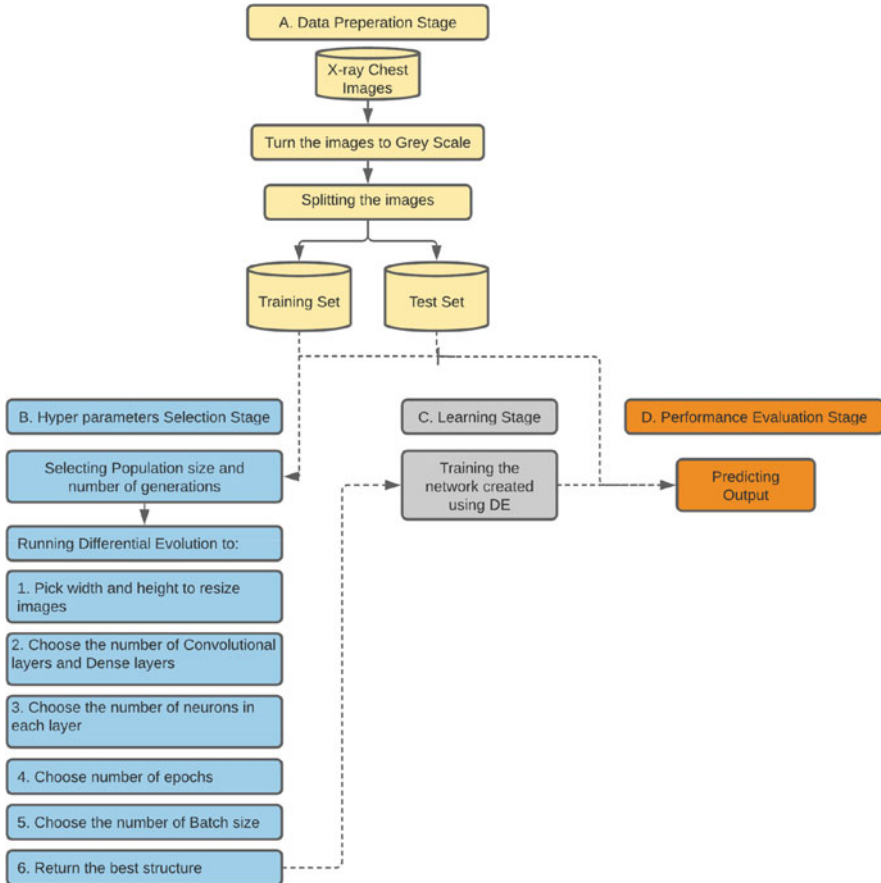 A. Data Preperation Stage
X-ray Chest
Images
Turn the images to Grey Scale
Splitting the images
Training Set
Test Set
B. Hyper parameters Selection Stage
C. Learning Stage
D. Performance Evaluation Stage
Selecting Population size and
number of generations
Training the
network created
using DE
Predicting
Output
Running Differential Evolution to:
1. Pick width and height to resize
images
2. Choose the number of Convolutional
layers and Dense layers
3. Choose the number of neurons in
each layer
4. Choose number of epochs
5. Choose the number of Batch size
6. Return the best structure